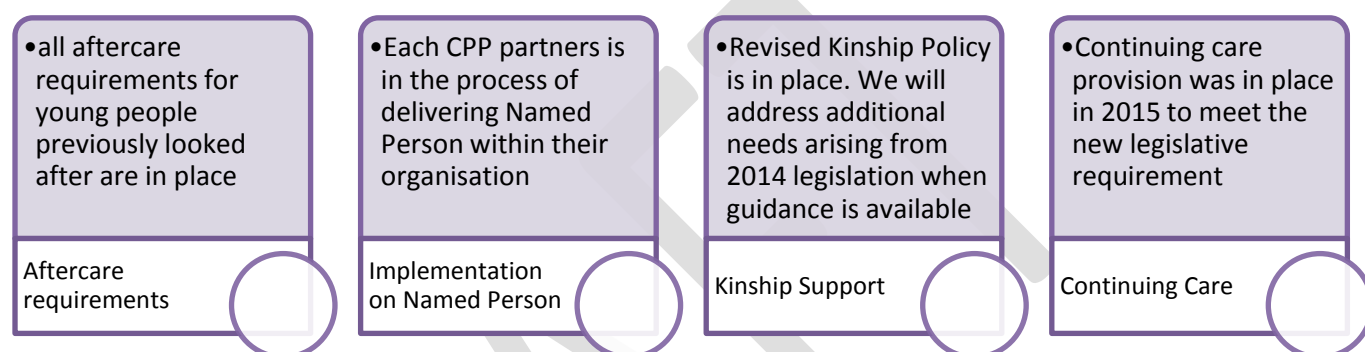 •all aftercare
requirements for
young people
previously looked
after are in place
Aftercare
requirements
•Each CPP partners is
in the process of
delivering Named
Person within their
organisation
Implementation
on Named Person
•Revised Kinship Policy
is in place. We will
address additional
needs arising from
2014 legislation when
guidance is available
Kinship Support
•Continuing care
provision was in place
in 2015 to meet the
new legislative
requirement
Continuing Care